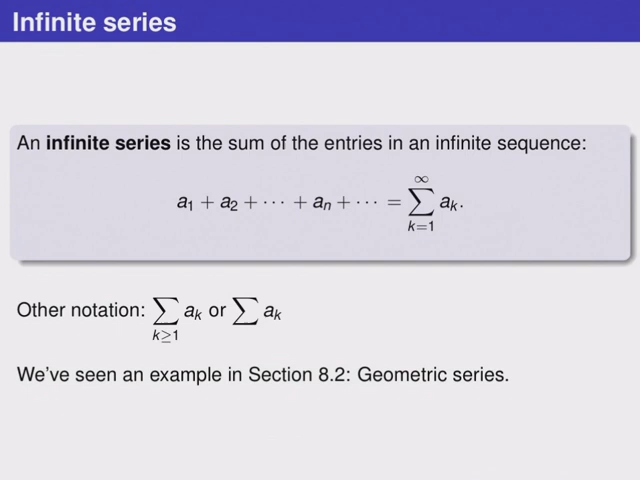 Infinite series
An infinite series is the sum of the entries in an infinite sequence:
a₁ + a₂ + ⋯ + aₙ + ⋯ = ∑_{k=1}^{∞} aₖ.
Other notation: ∑_{k≥1} aₖ or ∑ aₖ
We've seen an example in Section 8.2: Geometric series.